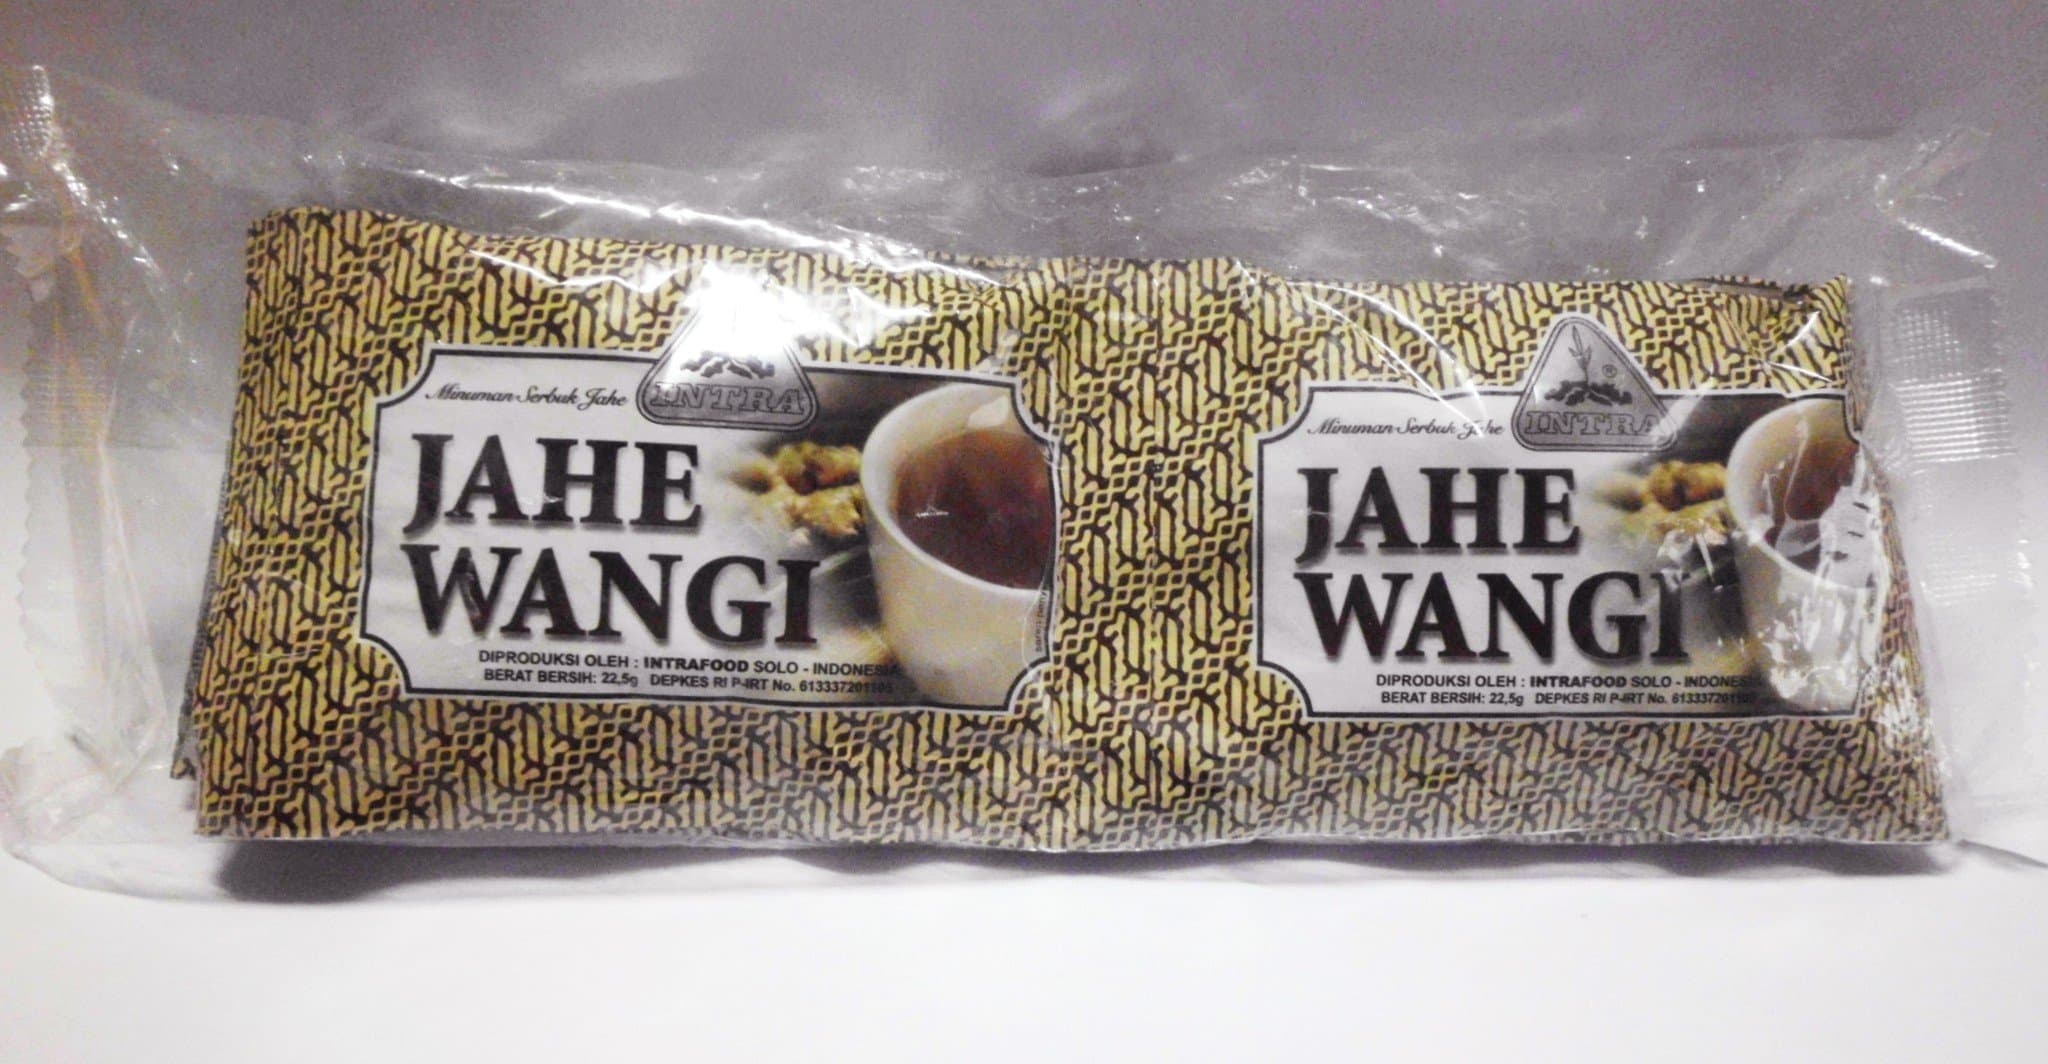 Minuman Serbuk Jahe
INTRA
JAHE
WANGI
DIPRODUKSI OLEH : INTRAFOOD SOLO - INDONESIA
BERAT BERSIH: 22,5g DEPKES RI P-IRT No.
Minuman Serbuk Jahe
®
INTRA
JAHE
WANGI
DIPRODUKSI OLEH : INTRAFOOD SOLO - INDONESIA
BERAT BERSIH: 22,5g DEPKES RI P-IRT No.